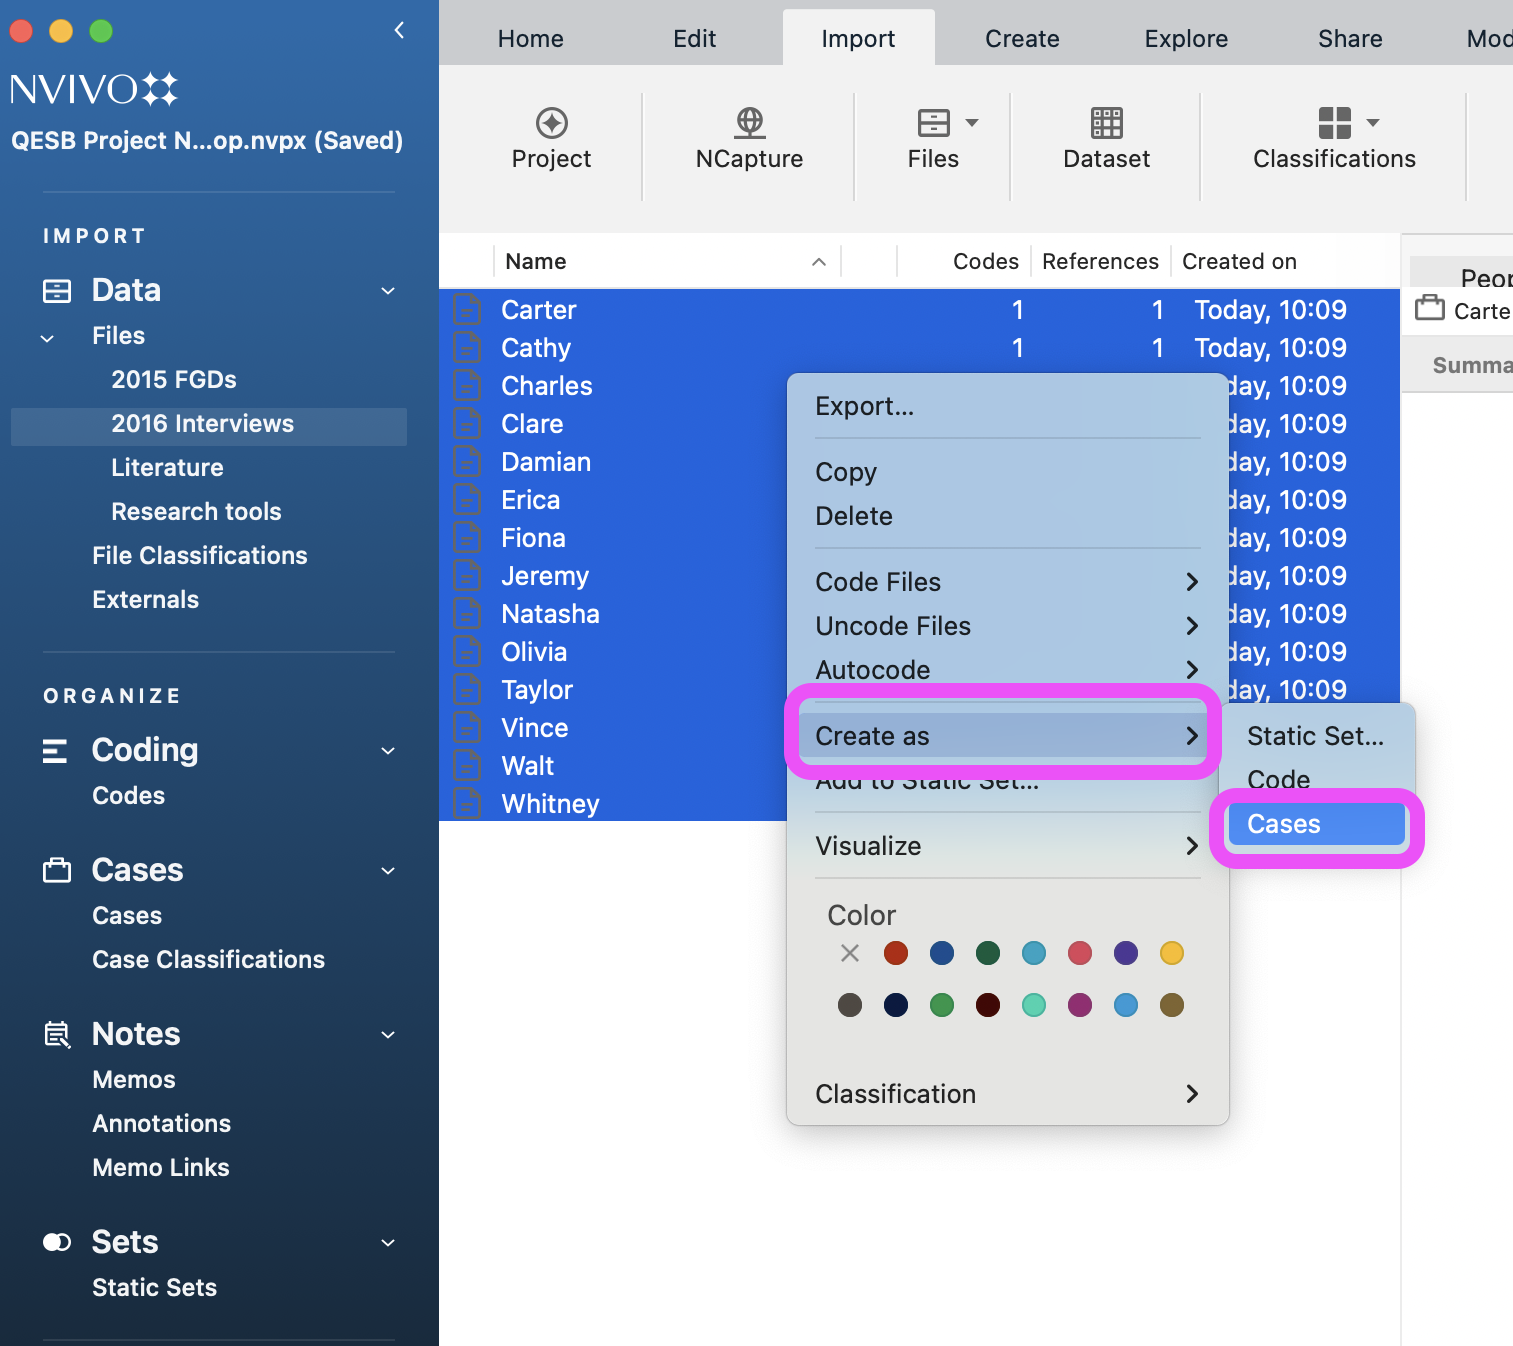 NVIVO
QESB Project N...op.nvpx (Saved)
IMPORT
Data
Files
2015 FGDs
2016 Interviews
Literature
Research tools
File Classifications
Externals
ORGANIZE
Coding
Codes
Cases
Cases
Case Classifications
Notes
Memos
Annotations
Memo Links
Sets
Static Sets
Home Edit Import Create Explore Share Mod
Project NCapture Files Dataset Classifications
Name Codes References Created on
Carter 1 1 Today, 10:09
Cathy 1 1 Today, 10:09
Charles day, 10:09
Clare day, 10:09
Damian day, 10:09
Erica day, 10:09
Fiona day, 10:09
Jeremy day, 10:09
Natasha day, 10:09
Olivia day, 10:09
Taylor day, 10:09
Vince
Walt
Whitney
Export...
Copy
Delete
Code Files
Uncode Files
Autocode
Create as
Add to Static Set...
Visualize
Color
Classification
Static Set...
Code
Cases
Peop
Carte
Summa